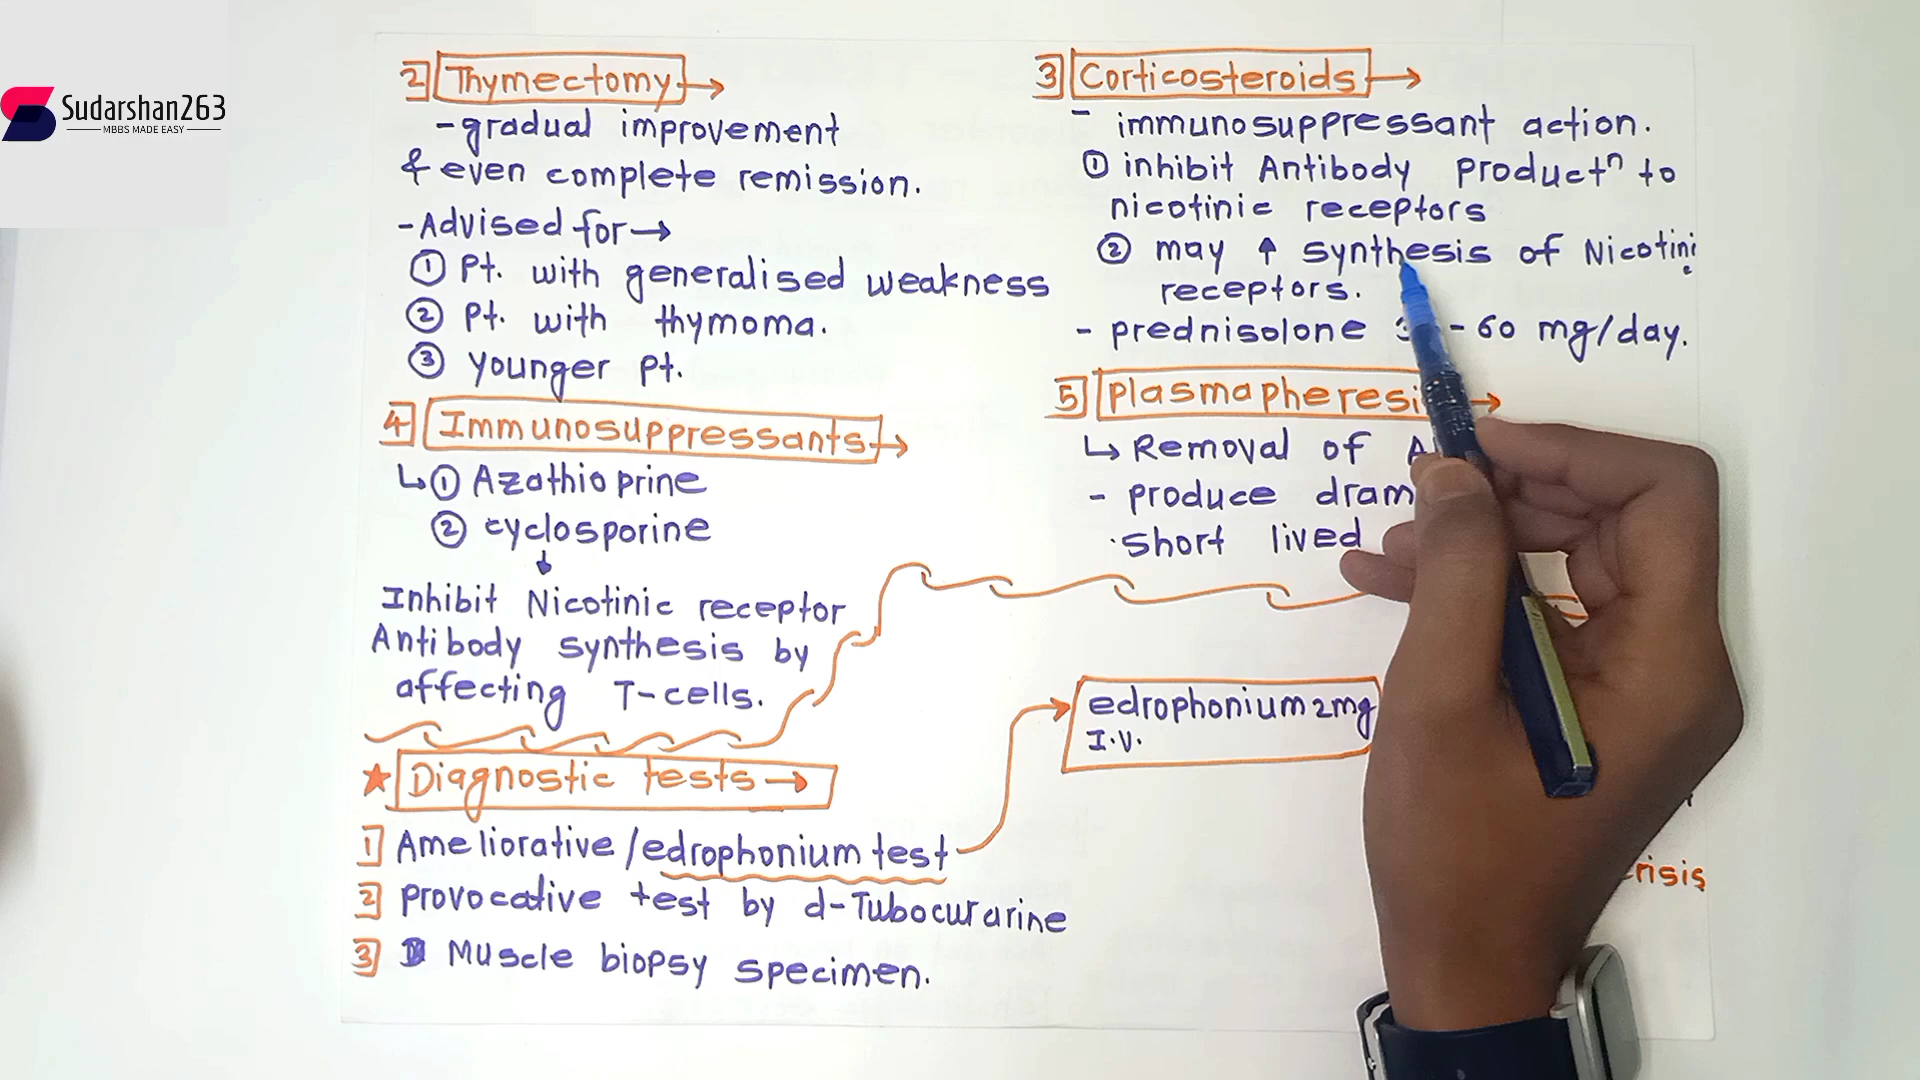 Sudarshan263
MBBS MADE EASY
2 Thymectomy →
- gradual improvement
& even complete remission.
- Advised for →
① Pt. with generalised weakness
② Pt. with thymoma.
③ younger Pt.
3 Corticosteroids →
- immunosuppressant action.
① inhibit Antibody Productⁿ to
nicotinic receptors
② may ↑ synthesis of Nicotinic
receptors.
- prednisolone - 60 mg/day.
4 Immunosuppressants →
↳ ① Azathioprine
② cyclosporine
↓
Inhibit Nicotinic receptor
Antibody synthesis by
affecting T-cells.
5 Plasmapheresi →
↳ Removal of A
- produce dram
short lived
★ Diagnostic tests →
1 Ameliorative / edrophonium test
2 provocative test by d-Tubocurarine
3 Muscle biopsy specimen.
edrophonium 2mg
I.V.
risis